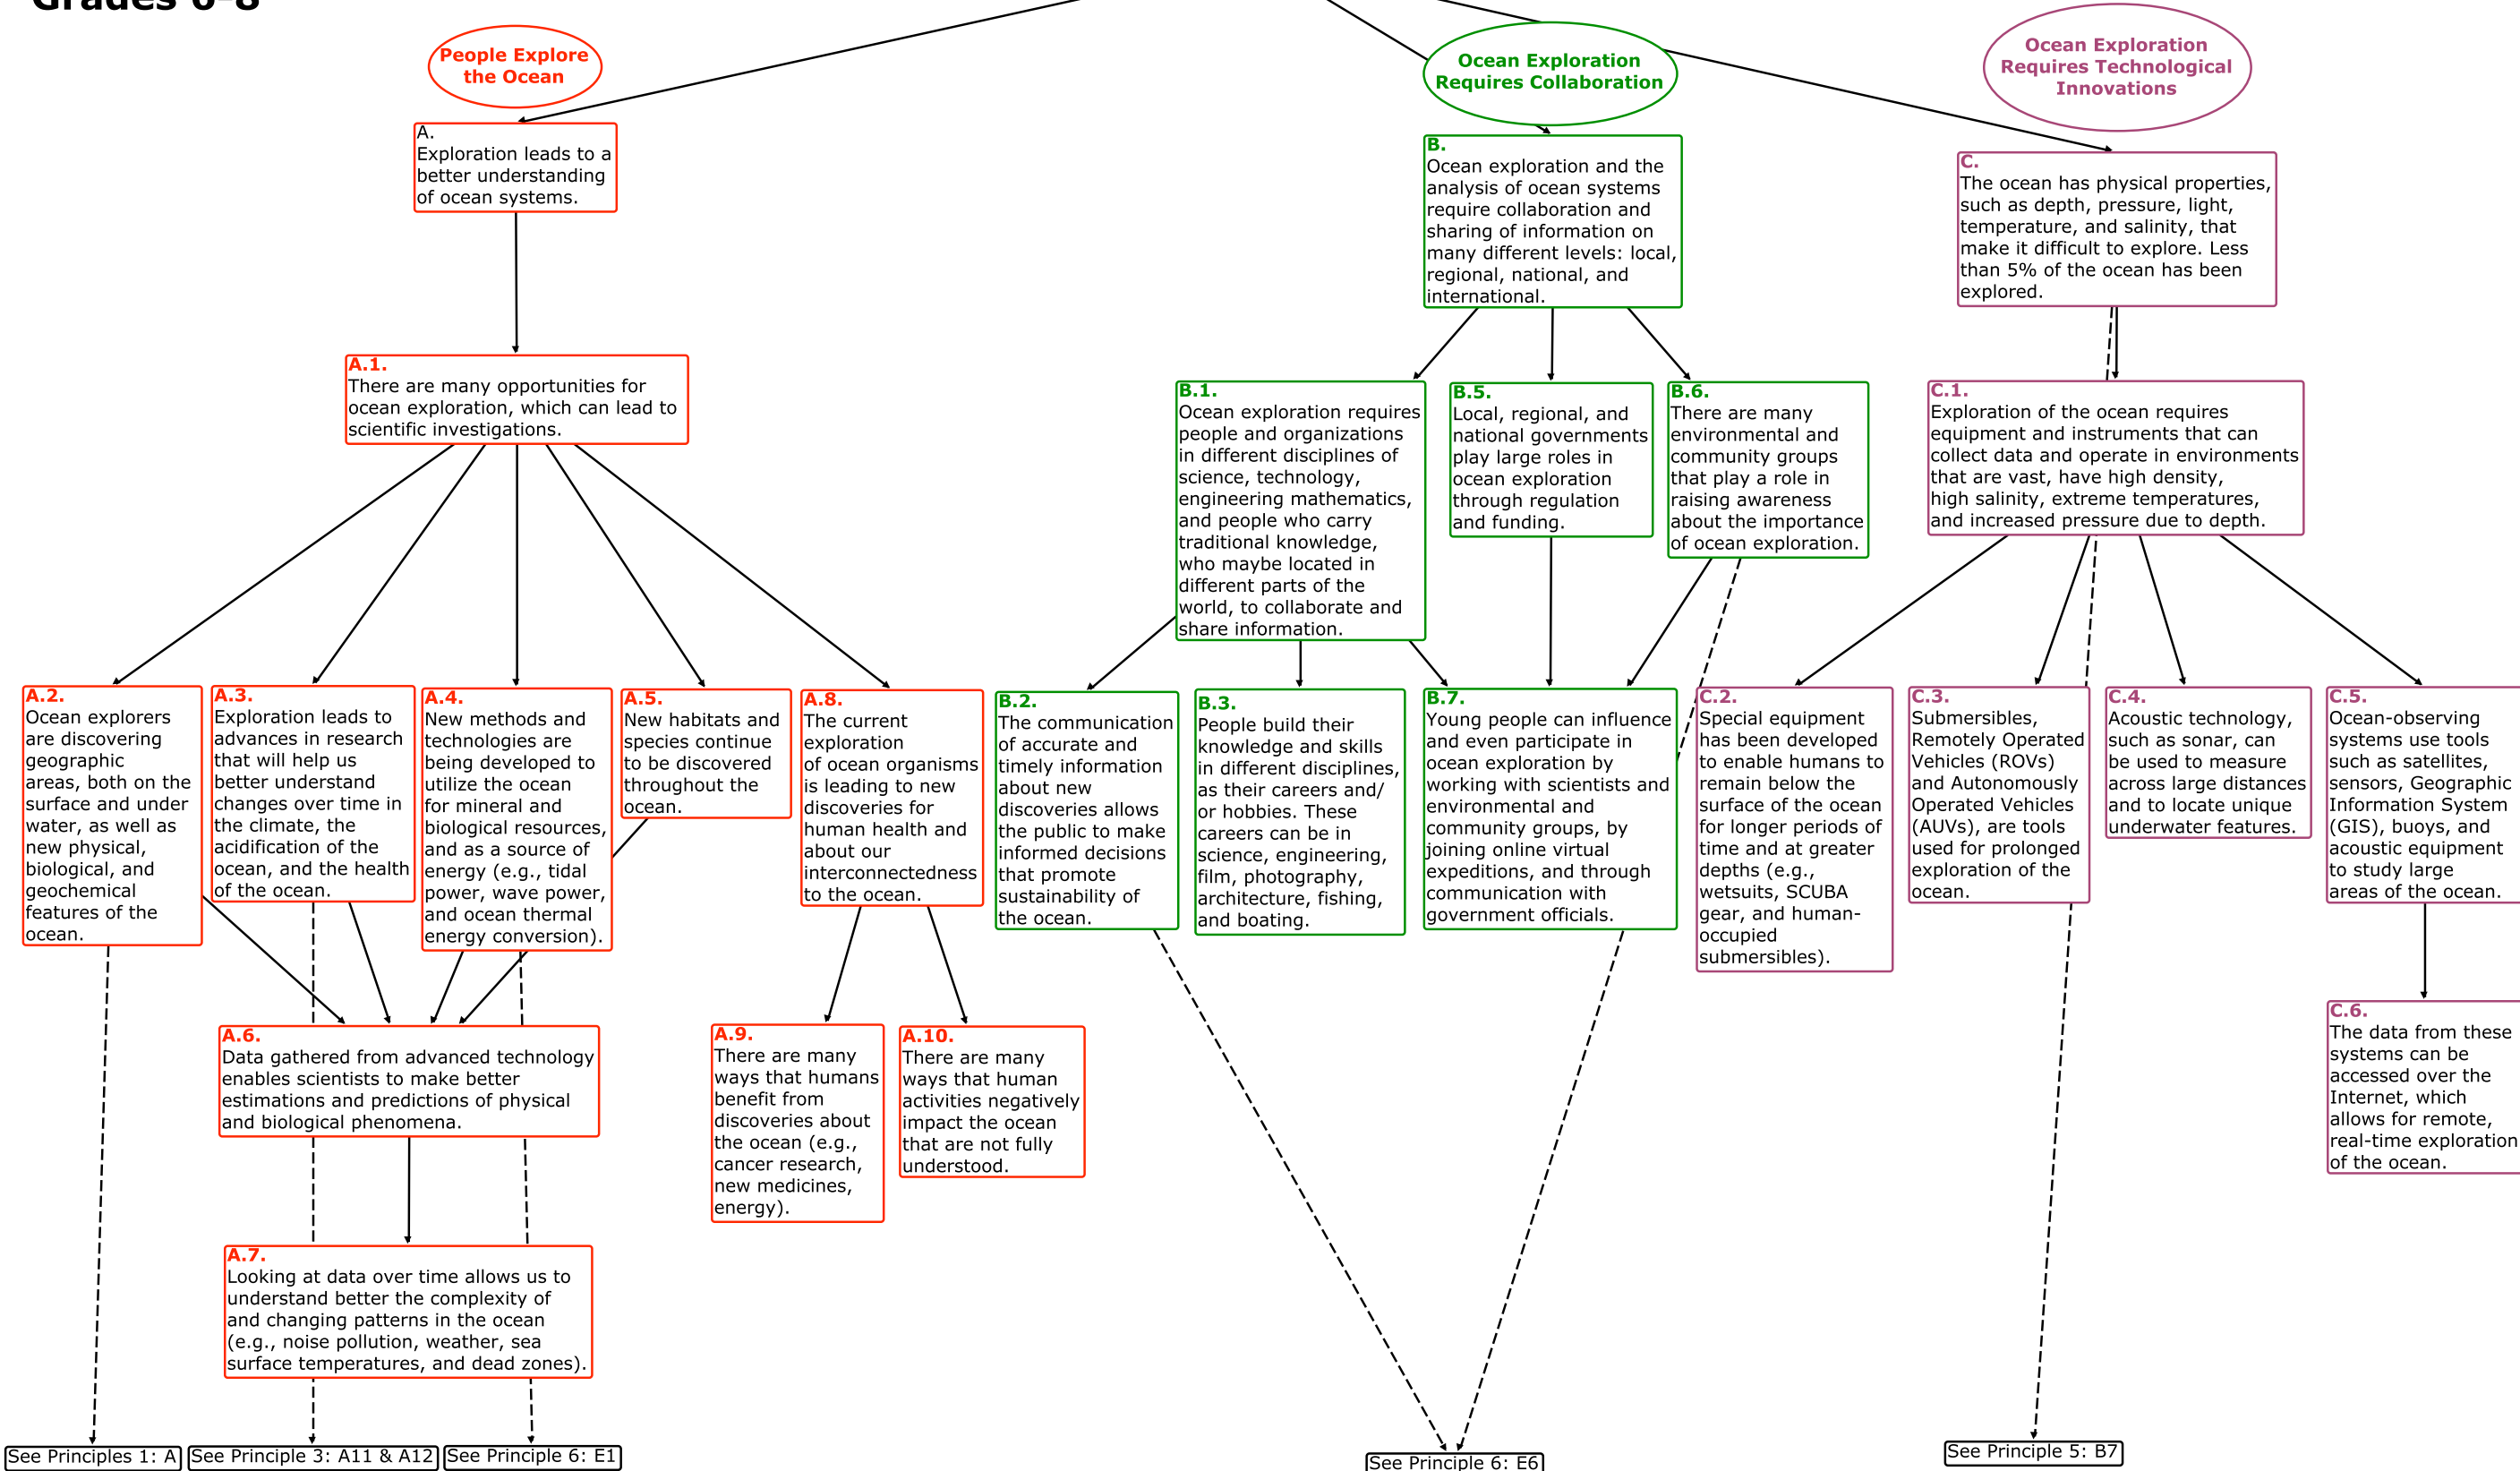 Grades 6–8
People Explore
the Ocean
Ocean Exploration
Requires Collaboration
Ocean Exploration
Requires Technological
Innovations
A.
Exploration leads to a
better understanding
of ocean systems.
B.
Ocean exploration and the
analysis of ocean systems
require collaboration and
sharing of information on
many different levels: local,
regional, national, and
international.
C.
The ocean has physical properties,
such as depth, pressure, light,
temperature, and salinity, that
make it difficult to explore. Less
than 5% of the ocean has been
explored.
A.1.
There are many opportunities for
ocean exploration, which can lead to
scientific investigations.
B.1.
Ocean exploration requires
people and organizations
in different disciplines of
science, technology,
engineering mathematics,
and people who carry
traditional knowledge,
who maybe located in
different parts of the
world, to collaborate and
share information.
B.5.
Local, regional, and
national governments
play large roles in
ocean exploration
through regulation
and funding.
B.6.
There are many
environmental and
community groups
that play a role in
raising awareness
about the importance
of ocean exploration.
C.1.
Exploration of the ocean requires
equipment and instruments that can
collect data and operate in environments
that are vast, have high density,
high salinity, extreme temperatures,
and increased pressure due to depth.
A.2.
Ocean explorers
are discovering
geographic
areas, both on the
surface and under
water, as well as
new physical,
biological, and
geochemical
features of the
ocean.
A.3.
Exploration leads to
advances in research
that will help us
better understand
changes over time in
the climate, the
acidification of the
ocean, and the health
of the ocean.
A.4.
New methods and
technologies are
being developed to
utilize the ocean
for mineral and
biological resources,
and as a source of
energy (e.g., tidal
power, wave power,
and ocean thermal
energy conversion).
A.5.
New habitats and
species continue
to be discovered
throughout the
ocean.
A.8.
The current
exploration
of ocean organisms
is leading to new
discoveries for
human health and
about our
interconnectedness
to the ocean.
B.2.
The communication
of accurate and
timely information
about new
discoveries allows
the public to make
informed decisions
that promote
sustainability of
the ocean.
B.3.
People build their
knowledge and skills
in different disciplines,
as their careers and/
or hobbies. These
careers can be in
science, engineering,
film, photography,
architecture, fishing,
and boating.
B.7.
Young people can influence
and even participate in
ocean exploration by
working with scientists and
environmental and
community groups, by
joining online virtual
expeditions, and through
communication with
government officials.
C.2.
Special equipment
has been developed
to enable humans to
remain below the
surface of the ocean
for longer periods of
time and at greater
depths (e.g.,
wetsuits, SCUBA
gear, and human-
occupied
submersibles).
C.3.
Submersibles,
Remotely Operated
Vehicles (ROVs)
and Autonomously
Operated Vehicles
(AUVs), are tools
used for prolonged
exploration of the
ocean.
C.4.
Acoustic technology,
such as sonar, can
be used to measure
across large distances
and to locate unique
underwater features.
C.5.
Ocean-observing
systems use tools
such as satellites,
sensors, Geographic
Information System
(GIS), buoys, and
acoustic equipment
to study large
areas of the ocean.
A.6.
Data gathered from advanced technology
enables scientists to make better
estimations and predictions of physical
and biological phenomena.
A.9.
There are many
ways that humans
benefit from
discoveries about
the ocean (e.g.,
cancer research,
new medicines,
energy).
A.10.
There are many
ways that human
activities negatively
impact the ocean
that are not fully
understood.
C.6.
The data from these
systems can be
accessed over the
Internet, which
allows for remote,
real-time exploration
of the ocean.
A.7.
Looking at data over time allows us to
understand better the complexity of
and changing patterns in the ocean
(e.g., noise pollution, weather, sea
surface temperatures, and dead zones).
See Principles 1: A
See Principle 3: A11 & A12
See Principle 6: E1
See Principle 6: E6
See Principle 5: B7